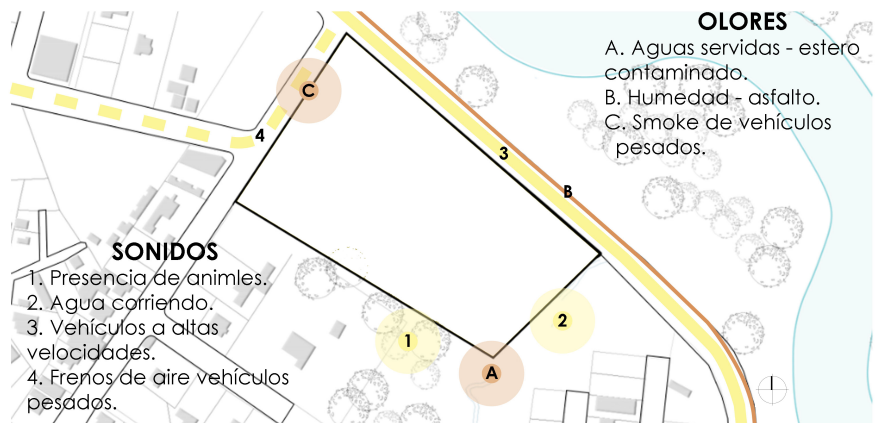 OLORES
A. Aguas servidas - estero
contaminado.
B. Humedad - asfalto.
C. Smoke de vehículos
pesados.
C
4
3
B
SONIDOS
1. Presencia de animles.
2. Agua corriendo.
3. Vehículos a altas
velocidades.
4. Frenos de aire vehículos
pesados.
1
2
A